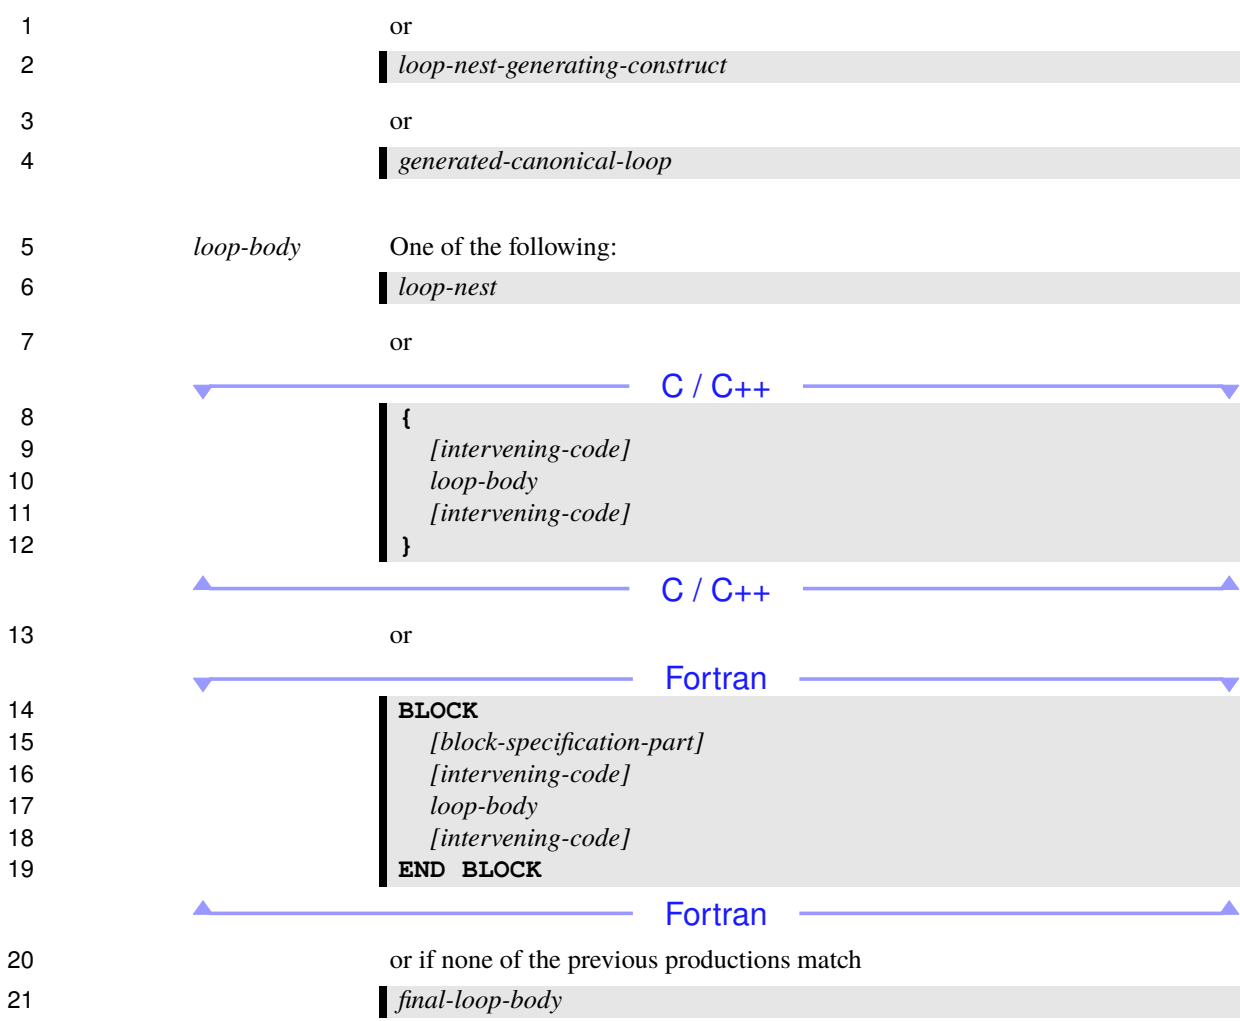 1 or
2 loop-nest-generating-construct
3 or
4 generated-canonical-loop
5 loop-body One of the following:
6 loop-nest
7 or
C / C++
8 {
9 [intervening-code]
10 loop-body
11 [intervening-code]
12 }
C / C++
13 or
Fortran
14 BLOCK
15 [block-specification-part]
16 [intervening-code]
17 loop-body
18 [intervening-code]
19 END BLOCK
Fortran
20 or if none of the previous productions match
21 final-loop-body